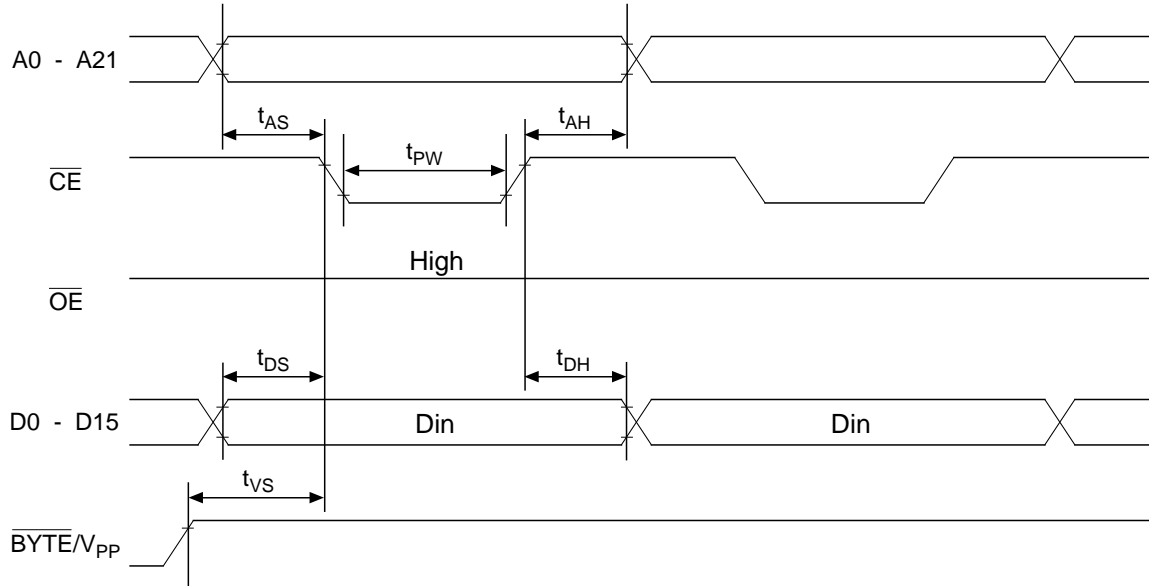 A0 - A21
tAS
tAH
tPW
CE
High
OE
tDS
tDH
D0 - D15
Din
Din
tVS
BYTE/VPP